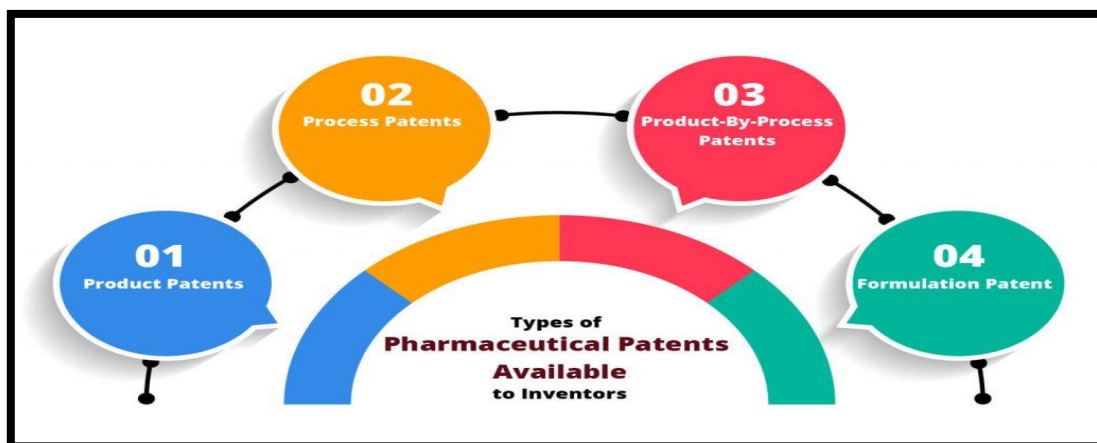 01
Product Patents
02
Process Patents
03
Product-By-Process
Patents
04
Formulation Patent
Types of
Pharmaceutical Patents
Available
to Inventors